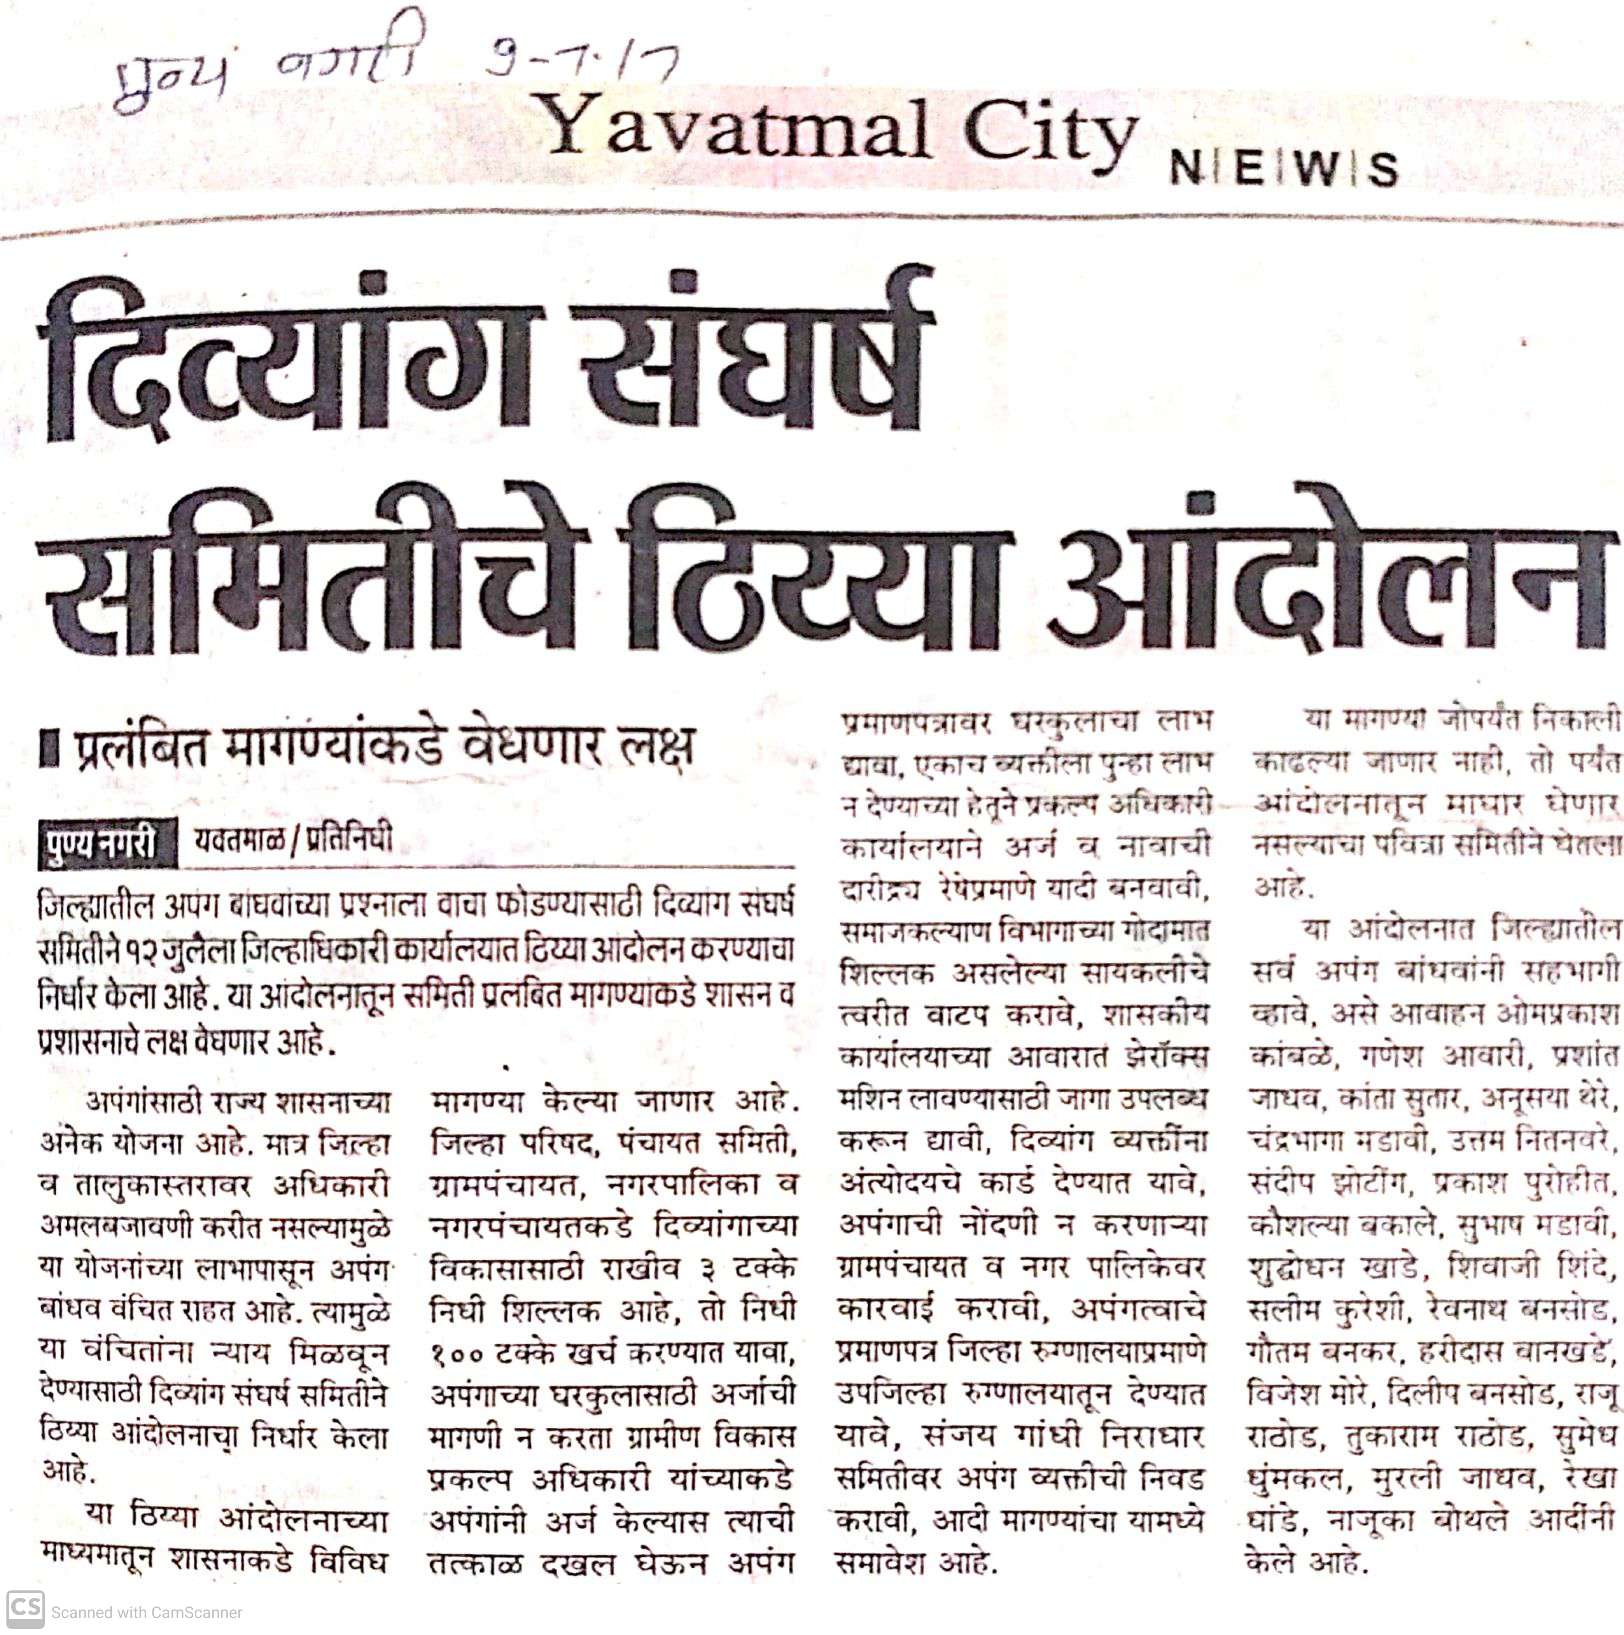 पुण्य नगरी 9-7-17
Yavatmal City N|E|W|S
दिव्यांग संघर्ष
समितीचे ठिय्या आंदोलन
प्रलंबित मागण्यांकडे वेधणार लक्ष
पुण्य नगरी यवतमाळ/प्रतिनिधी
जिल्ह्यातील अपंग बांधवांच्या प्रश्नाला वाचा फोडण्यासाठी दिव्यांग संघर्ष
समितीने १२ जुलैला जिल्हाधिकारी कार्यालयात ठिय्या आंदोलन करण्याचा
निर्धार केला आहे. या आंदोलनातून समिती प्रलंबित मागण्यांकडे शासन व
प्रशासनाचे लक्ष वेधणार आहे.
अपंगांसाठी राज्य शासनाच्या
अनेक योजना आहे. मात्र जिल्हा
व तालुकास्तरावर अधिकारी
अमलबजावणी करीत नसल्यामुळे
या योजनांच्या लाभापासून अपंग
बांधव वंचित राहत आहे. त्यामुळे
या वंचितांना न्याय मिळवून
देण्यासाठी दिव्यांग संघर्ष समितीने
ठिय्या आंदोलनाचा निर्धार केला
आहे.
या ठिय्या आंदोलनाच्या
माध्यमातून शासनाकडे विविध
मागण्या केल्या जाणार आहे.
जिल्हा परिषद, पंचायत समिती,
ग्रामपंचायत, नगरपालिका व
नगरपंचायतकडे दिव्यांगाच्या
विकासासाठी राखीव ३ टक्के
निधी शिल्लक आहे, तो निधी
१०० टक्के खर्च करण्यात यावा,
अपंगाच्या घरकुलासाठी अर्जाची
मागणी न करता ग्रामीण विकास
प्रकल्प अधिकारी यांच्याकडे
अपंगांनी अर्ज केल्यास त्याची
तत्काळ दखल घेऊन अपंग
प्रमाणपत्रावर घरकुलाचा लाभ
द्यावा, एकाच व्यक्तीला पुन्हा लाभ
न देण्याच्या हेतूने प्रकल्प अधिकारी
कार्यालयाने अर्ज व नावाची
दारीद्र्य रेषेप्रमाणे यादी बनवावी,
समाजकल्याण विभागाच्या गोदामात
शिल्लक असलेल्या सायकलीचे
त्वरीत वाटप करावे, शासकीय
कार्यालयाच्या आवारात झेरॉक्स
मशिन लावण्यासाठी जागा उपलब्ध
करून द्यावी, दिव्यांग व्यक्तींना
अंत्योदयचे कार्ड देण्यात यावे,
अपंगाची नोंदणी न करणाऱ्या
ग्रामपंचायत व नगर पालिकेवर
कारवाई करावी, अपंगत्वाचे
प्रमाणपत्र जिल्हा रुग्णालयाप्रमाणे
उपजिल्हा रुग्णालयातून देण्यात
यावे, संजय गांधी निराधार
समितीवर अपंग व्यक्तीची निवड
करावी, आदी मागण्यांचा यामध्ये
समावेश आहे.
या मागण्या जोपर्यंत निकाली
काढल्या जाणार नाही, तो पर्यंत
आंदोलनातून माघार घेणार
नसल्याचा पवित्रा समितीने घेतला
आहे.
या आंदोलनात जिल्ह्यातील
सर्व अपंग बांधवांनी सहभागी
व्हावे, असे आवाहन ओमप्रकाश
कांबळे, गणेश आवारी, प्रशांत
जाधव, कांता सुतार, अनूसया थेरे,
चंद्रभागा मडावी, उत्तम नितनवरे,
संदीप झोटींग, प्रकाश पुरोहीत,
कौशल्या बकाले, सुभाष मडावी,
शुद्धोधन खाडे, शिवाजी शिंदे,
सलीम कुरेशी, रेवनाथ बनसोड,
गौतम बनकर, हरीदास वानखडे,
विजेश मोरे, दिलीप बनसोड, राजू
राठोड, तुकाराम राठोड, सुमेध
धुंमकल, मुरली जाधव, रेखा
धांडे, नाजूका बोथले आदींनी
केले आहे.
CS Scanned with CamScanner